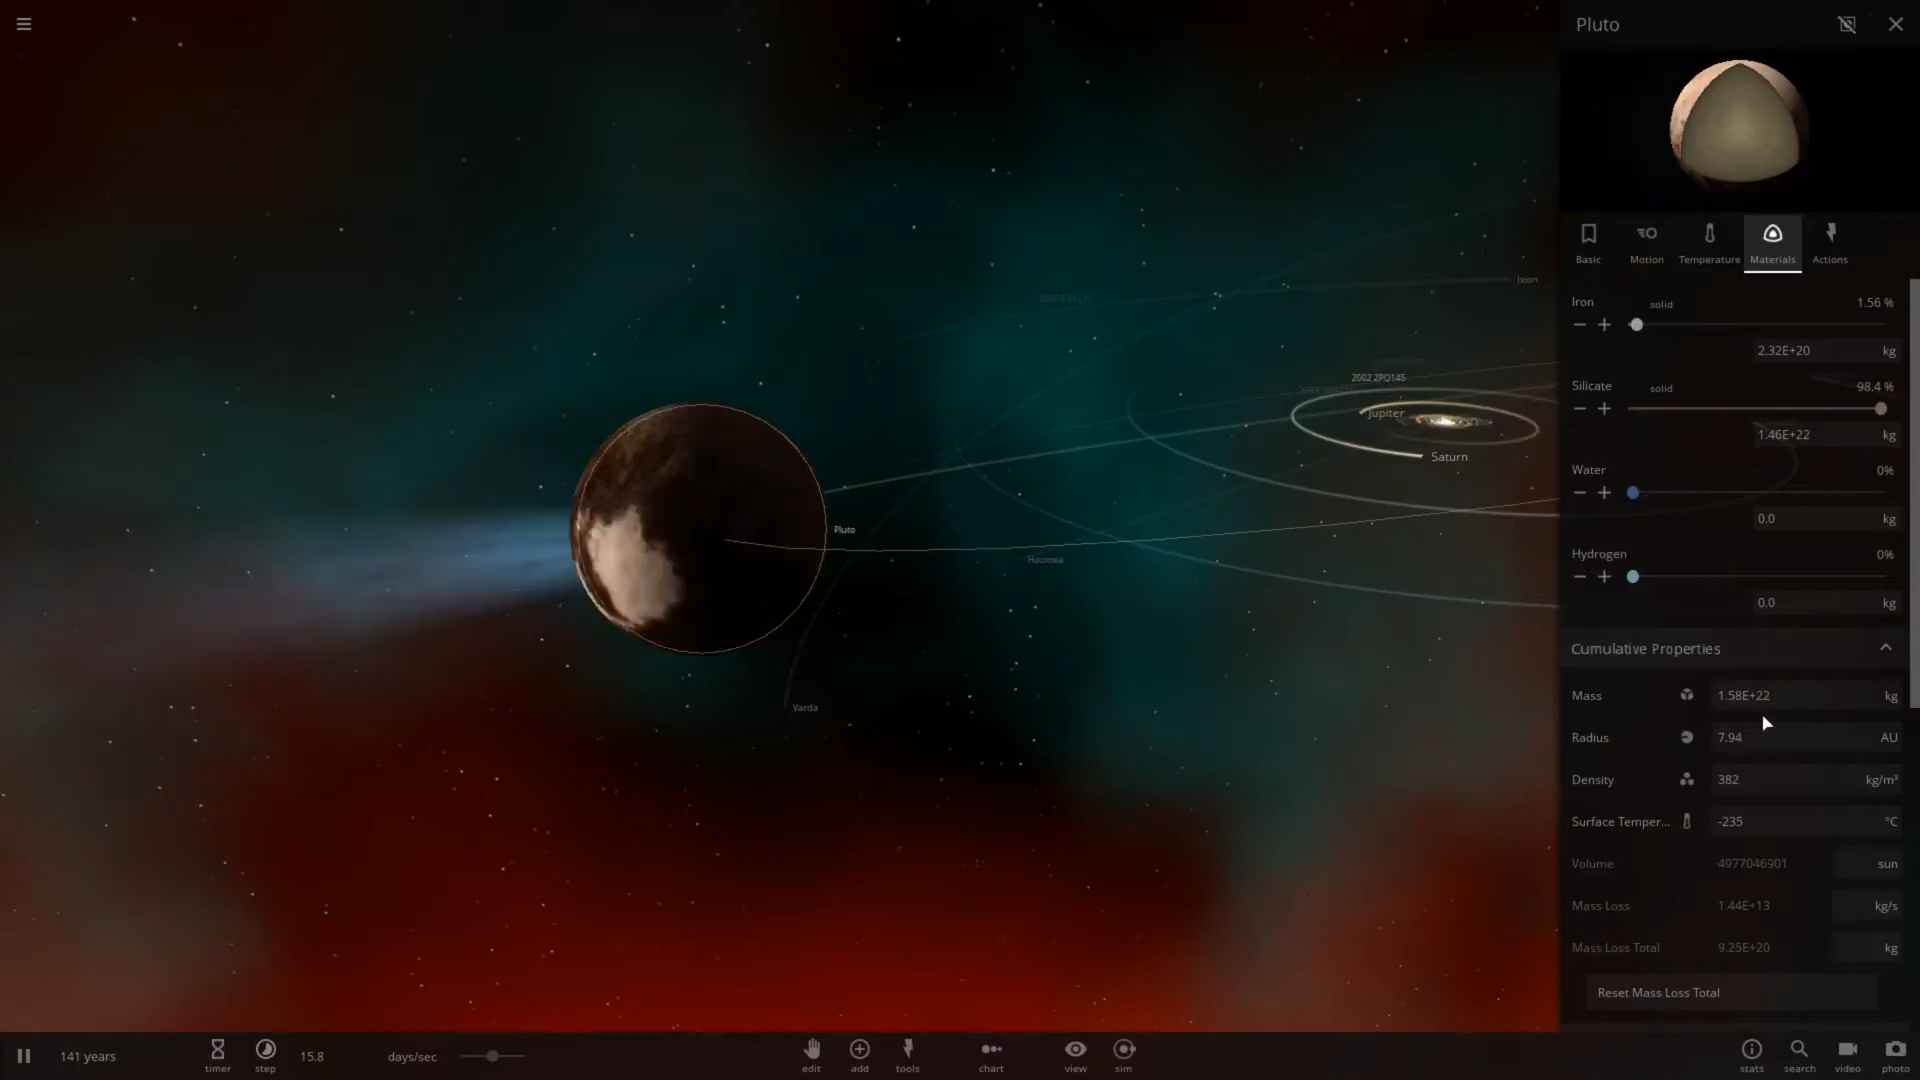 Pluto
Basic
Motion
Temperature
Materials
Actions
Iron solid 1.56 %
2.32E+20 kg
Silicate solid 98.4 %
1.46E+22 kg
Water 0%
0.0 kg
Hydrogen 0%
0.0 kg
Cumulative Properties
Mass 1.58E+22 kg
Radius 7.94 AU
Density 382 kg/m³
Surface Temper... -235 °C
Volume 4977046901 sun
Mass Loss 1.44E+13 kg/s
Mass Loss Total 9.25E+20 kg
Reset Mass Loss Total
Ixion
2002 2PQ145
Jupiter
Saturn
Pluto
Haumea
Varda
141 years
timer
step
15.8 days/sec
edit
add
tools
chart
view
sim
stats
search
video
photo